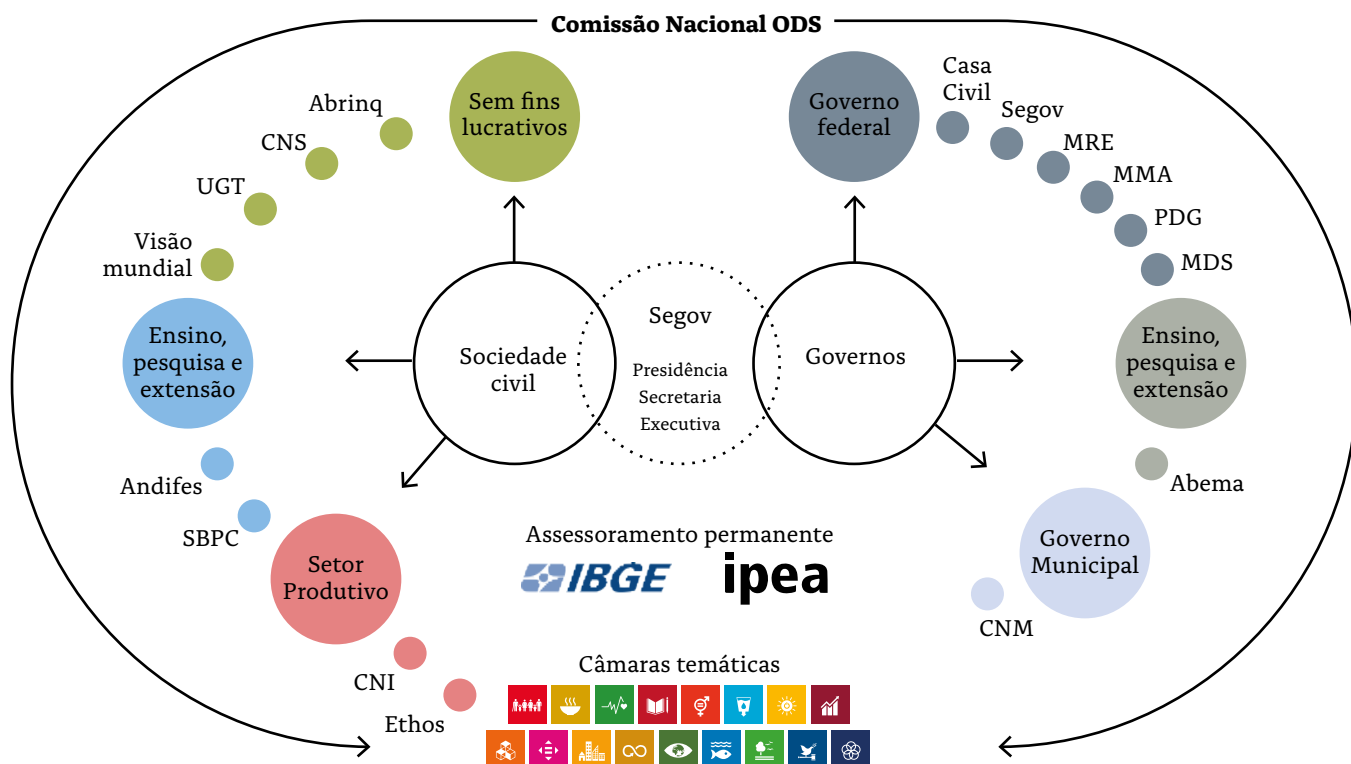 Comissão Nacional ODS
Sem fins
lucrativos
Abrinq
CNS
UGT
Visão
mundial
Ensino,
pesquisa e
extensão
Andifes
SBPC
Setor
Produtivo
CNI
Ethos
Sociedade
civil
Segov
Presidência
Secretaria
Executiva
Governos
Governo
federal
Casa
Civil
Segov
MRE
MMA
PDG
MDS
Ensino,
pesquisa e
extensão
Abema
Governo
Municipal
CNM
Assessoramento permanente
IBGE
ipea
Câmaras temáticas